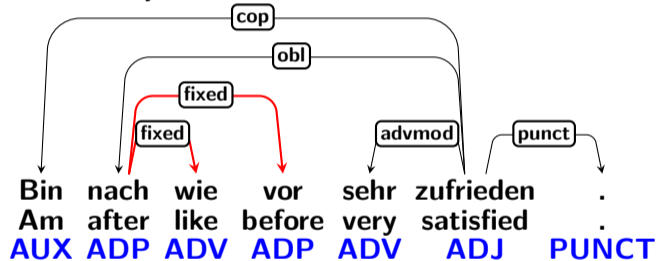 cop
obl
fixed
fixed advmod punct
Bin nach wie vor sehr zufrieden .
Am after like before very satisfied .
AUX ADP ADV ADP ADV ADJ PUNCT